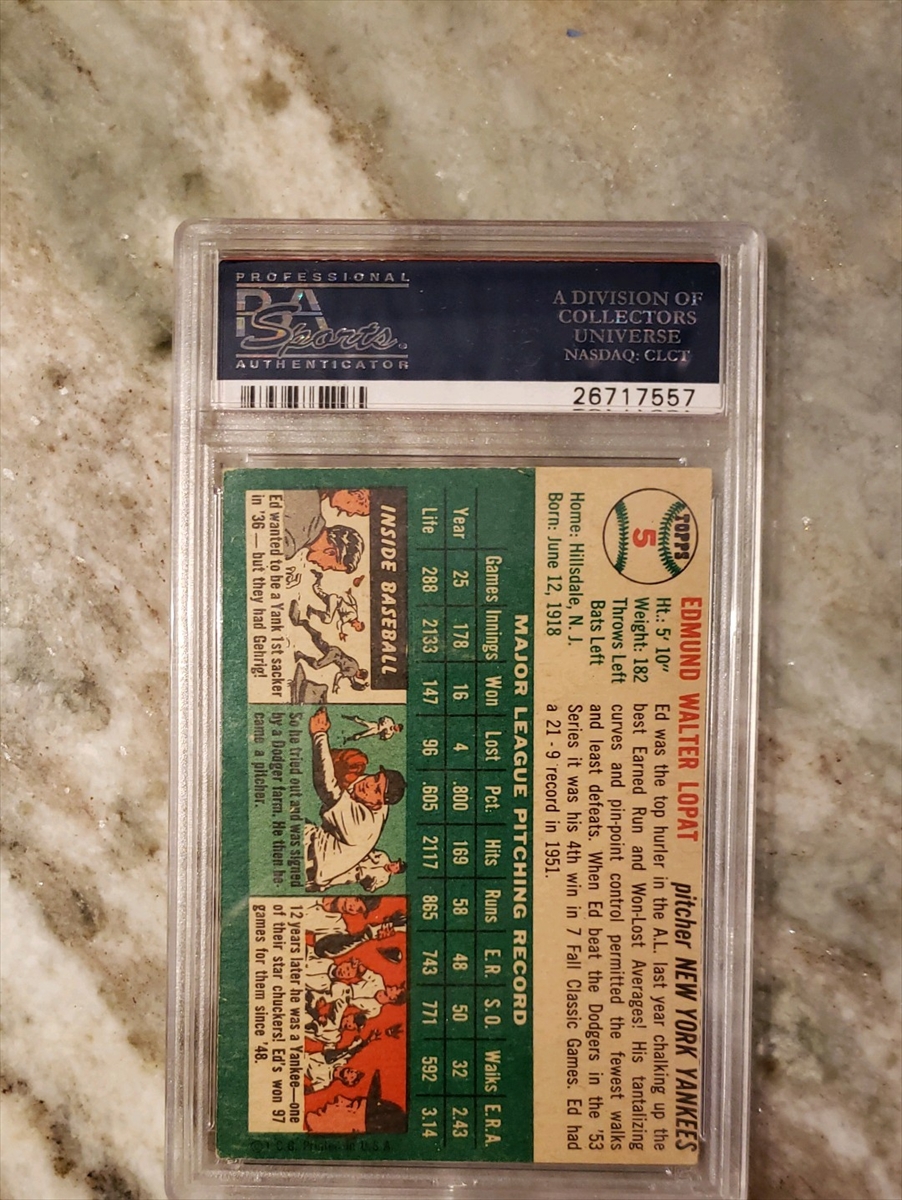 PROFESSIONAL
PSA
Sports.
AUTHENTICATOR
A DIVISION OF
COLLECTORS
UNIVERSE
NASDAQ: CLCT
26717557
TOPPS
5
EDMUND WALTER LOPAT
pitcher NEW YORK YANKEES
Ht.: 5' 10"
Weight: 182
Throws Left
Bats Left
Home: Hillsdale, N. J.
Born: June 12, 1918
Ed was the top hurler in the A.L. last year chalking up the
best Earned Run and Won-Lost Averages! His tantalizing
curves and pin-point control permitted the fewest walks
and least defeats. When Ed beat the Dodgers in the '53
Series it was his 4th win in 7 Fall Classic Games. Ed had
a 21 - 9 record in 1951.
MAJOR LEAGUE PITCHING RECORD
Games Innings Won Lost Pct. Hits Runs E.R. S.O. Walks E.R.A.
Year 25 178 16 4 .800 169 58 48 50 32 2.43
Life 288 2133 147 96 .605 2117 865 743 771 592 3.14
INSIDE BASEBALL
Ed wanted to be a Yank 1st sacker
in '36 — but they had Gehrig!
So he tried out and was signed
by a Dodger farm. He then be-
came a pitcher.
12 years later he was a Yankee—one
of their star chuckers! Ed's won 97
games for them since '48.
T.C.G. Printed in U.S.A.